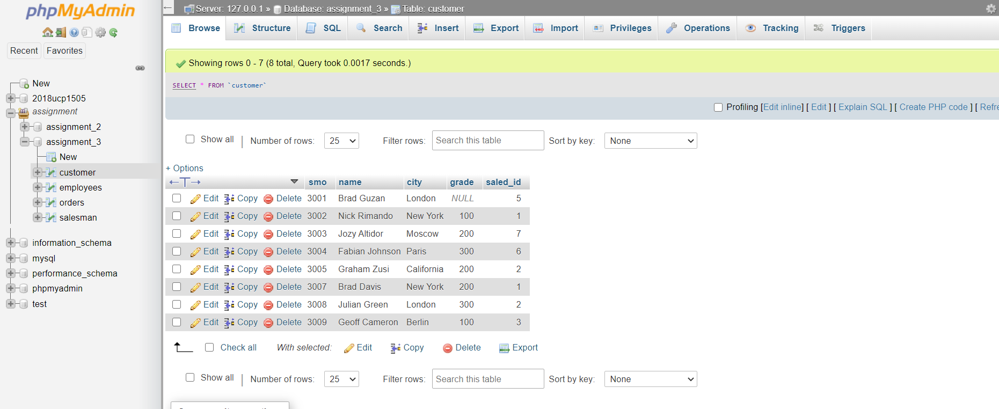 phpMyAdmin
Recent Favorites
New
2018ucp1505
assignment
assignment_2
assignment_3
New
customer
employees
orders
salesman
information_schema
mysql
performance_schema
phpmyadmin
test
Server: 127.0.0.1 » Database: assignment_3 » Table: customer
Browse Structure SQL Search Insert Export Import Privileges Operations Tracking Triggers
Showing rows 0 - 7 (8 total, Query took 0.0017 seconds.)
SELECT * FROM `customer`
Profiling [Edit inline] [ Edit ] [ Explain SQL ] [ Create PHP code ] [ Refre
Show all | Number of rows: 25 Filter rows: Search this table Sort by key: None
+ Options
←T→ smo name city grade saled_id
Edit Copy Delete 3001 Brad Guzan London NULL 5
Edit Copy Delete 3002 Nick Rimando New York 100 1
Edit Copy Delete 3003 Jozy Altidor Moscow 200 7
Edit Copy Delete 3004 Fabian Johnson Paris 300 6
Edit Copy Delete 3005 Graham Zusi California 200 2
Edit Copy Delete 3007 Brad Davis New York 200 1
Edit Copy Delete 3008 Julian Green London 300 2
Edit Copy Delete 3009 Geoff Cameron Berlin 100 3
Check all With selected: Edit Copy Delete Export
Show all | Number of rows: 25 Filter rows: Search this table Sort by key: None